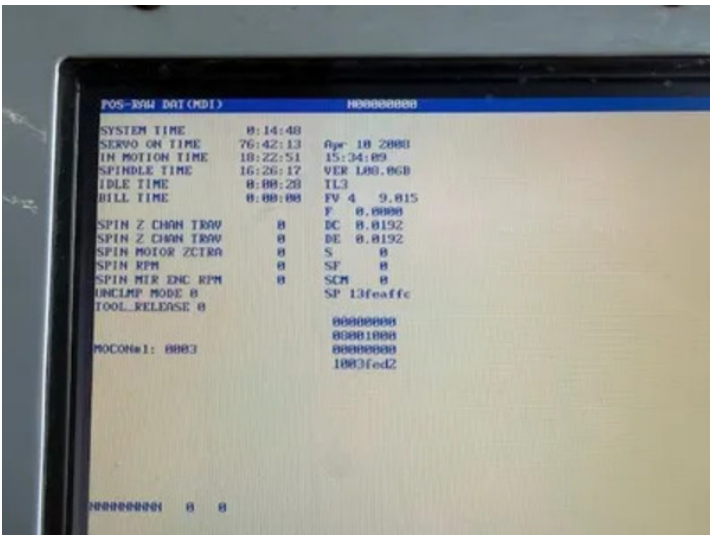 POS-RAW DAT(MDI) N00000000
SYSTEM TIME 0:14:48
SERVO ON TIME 76:42:13 Apr 10 2008
IN MOTION TIME 18:22:51 15:34:09
SPINDLE TIME 16:26:17 VER L08.06B
IDLE TIME 0:00:28 TL3
BILL TIME 0:00:00 FV 4 9.015
F 0.0000
SPIN Z CHAN TRAV 0 DC 0.0192
SPIN Z CHAN TRAV 0 DE 0.0192
SPIN MOTOR ZCTRA 0 S 0
SPIN RPM 0 SF 0
SPIN MTR ENC RPM 0 SCM 0
UNCLMP MODE 0 SP 13feaffc
TOOL_RELEASE 0
00000000
08001000
MOCON#1: 0003 00000000
1003fed2
NNNNNNNNN 0 0